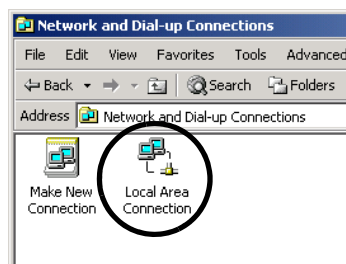 Network and Dial-up Connections
File Edit View Favorites Tools Advanced
Back Search Folders
Address Network and Dial-up Connections
Make New Connection
Local Area Connection